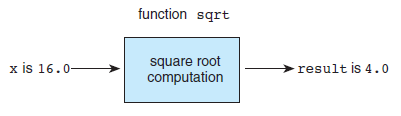 function sqrt
x is 16.0
square root
computation
result is 4.0